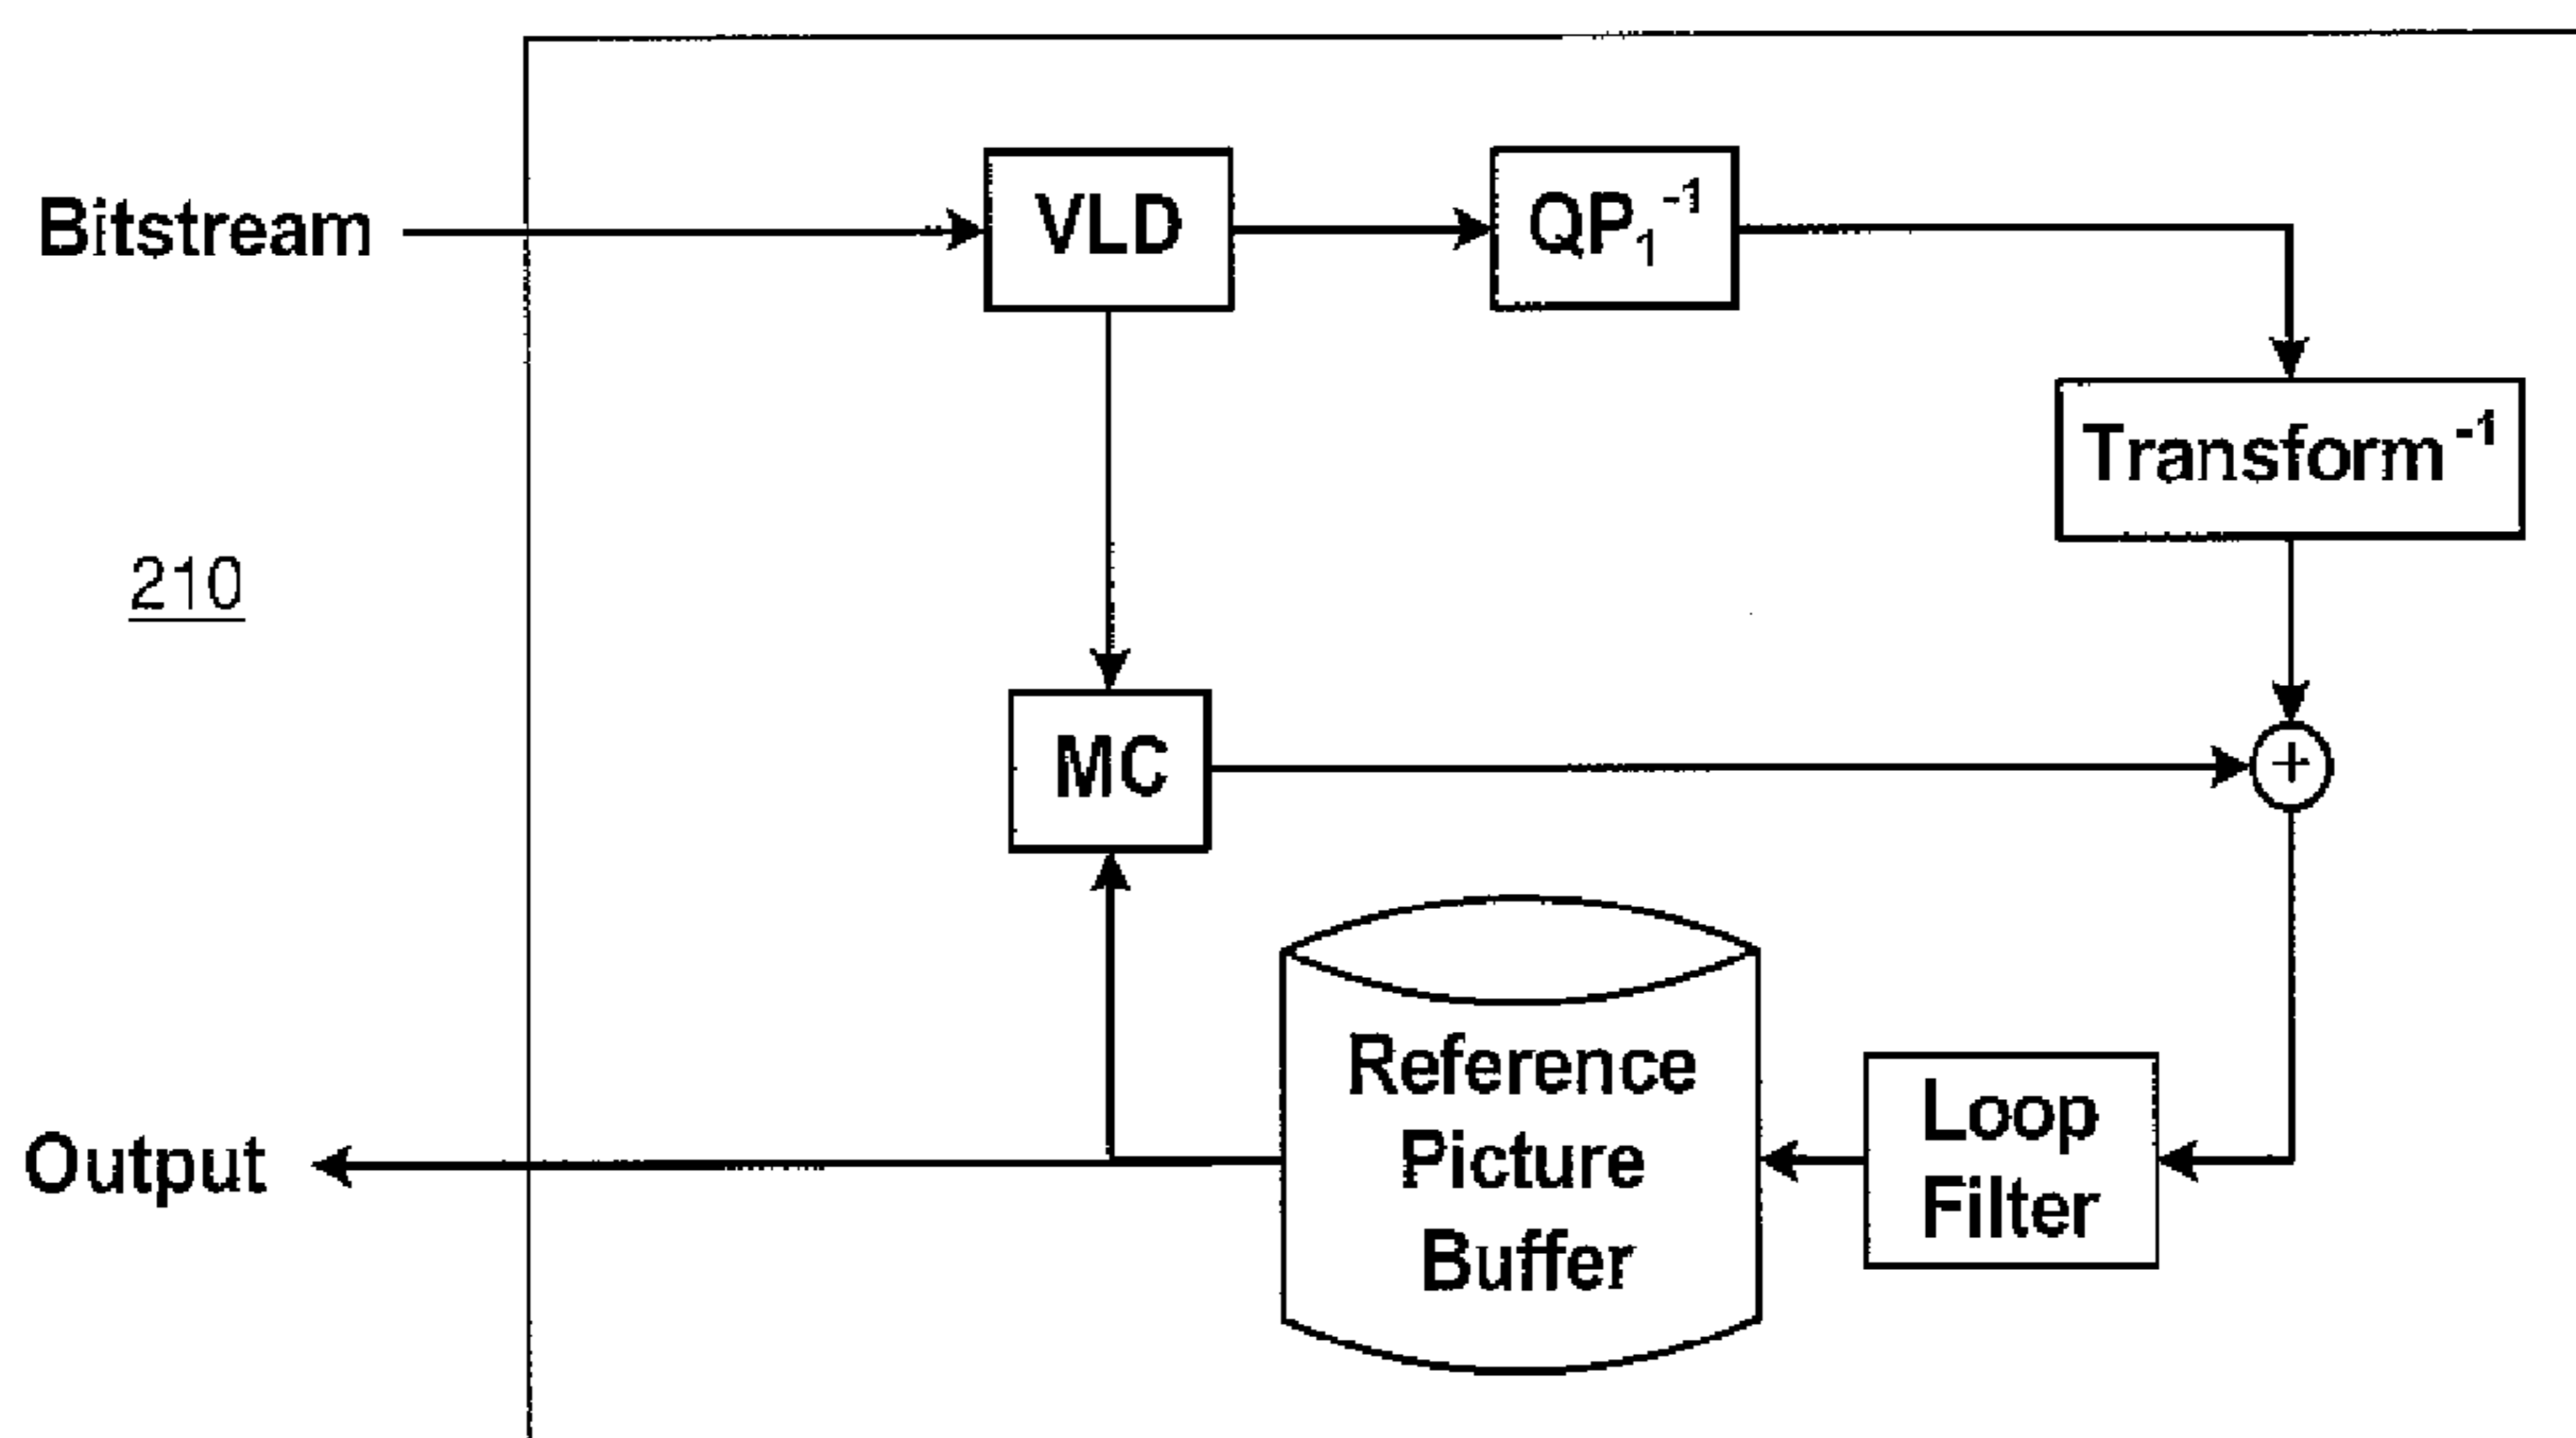 Bitstream
VLD
QP₁⁻¹
Transform⁻¹
210
MC
+
Reference
Picture
Buffer
Loop
Filter
Output